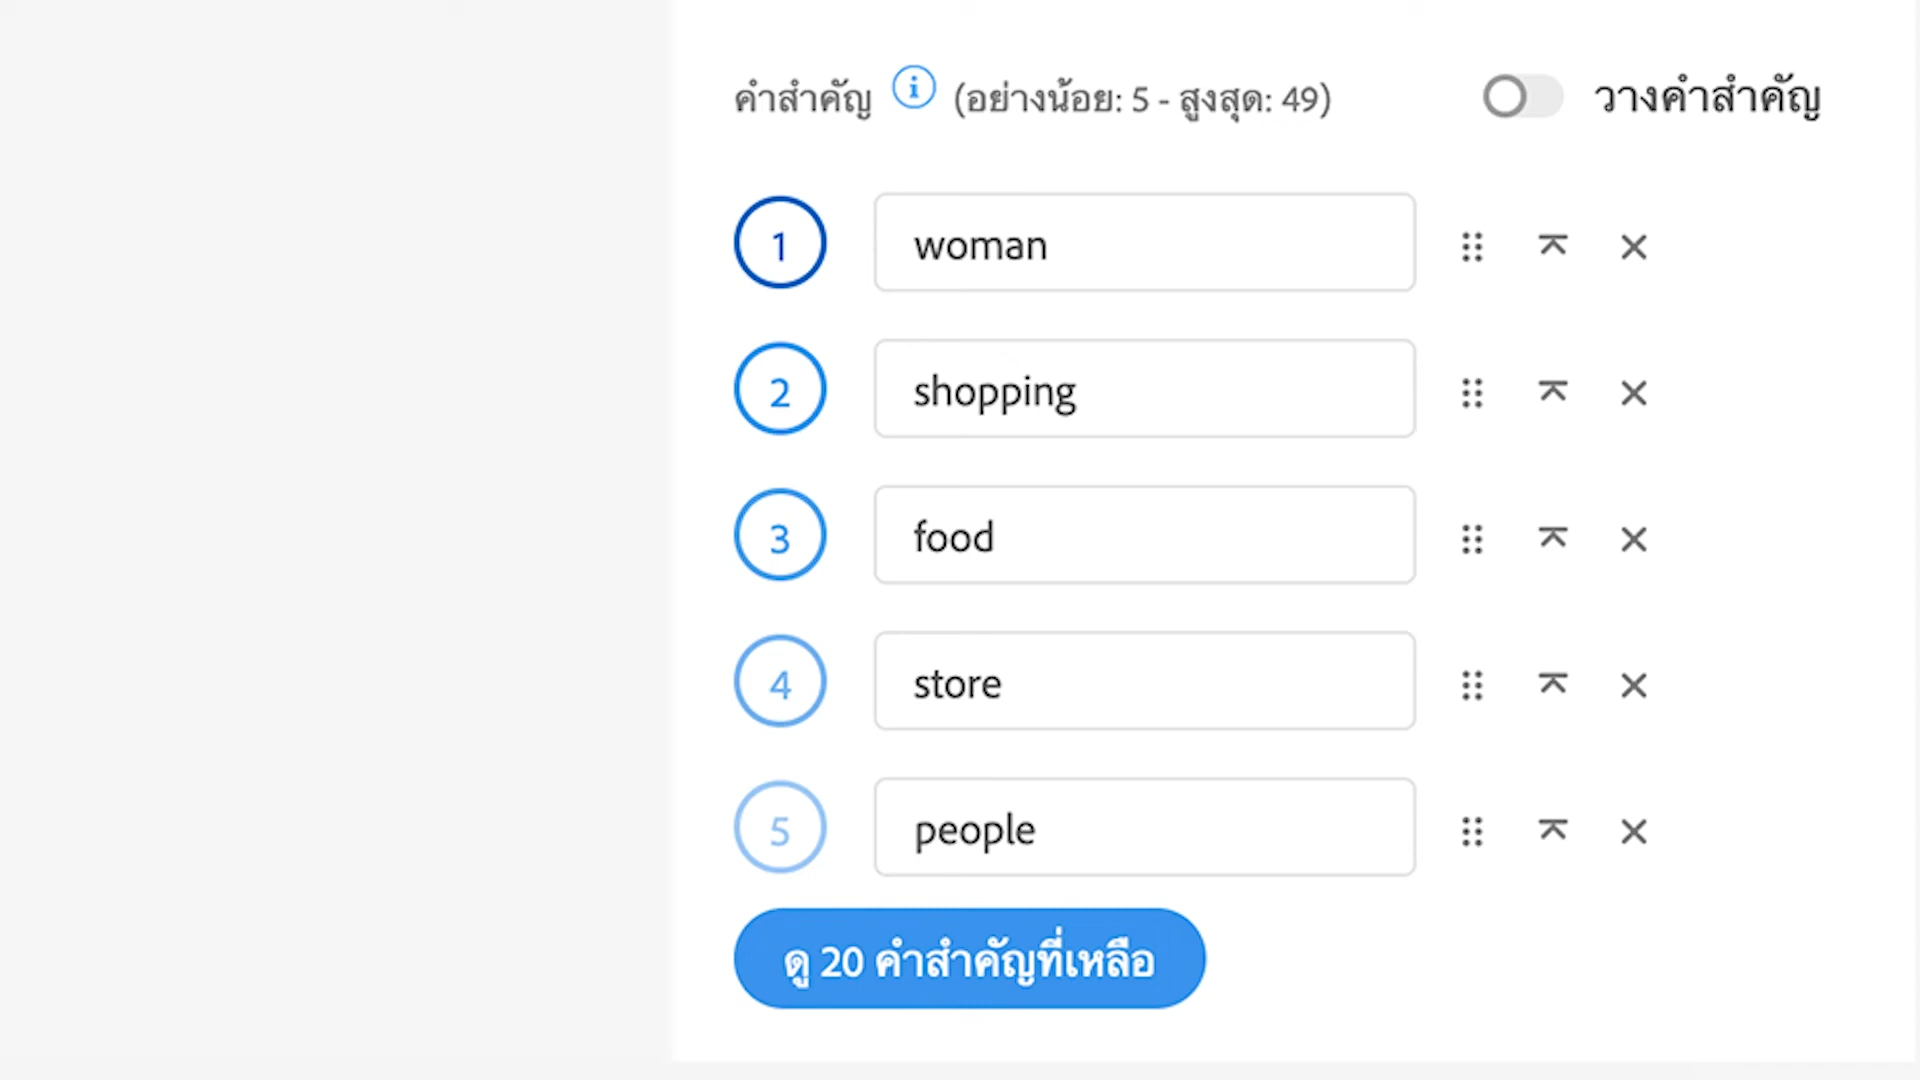 คำสำคัญ (อย่างน้อย: 5 - สูงสุด: 49) วางคำสำคัญ
1 woman
2 shopping
3 food
4 store
5 people
ดู 20 คำสำคัญที่เหลือ